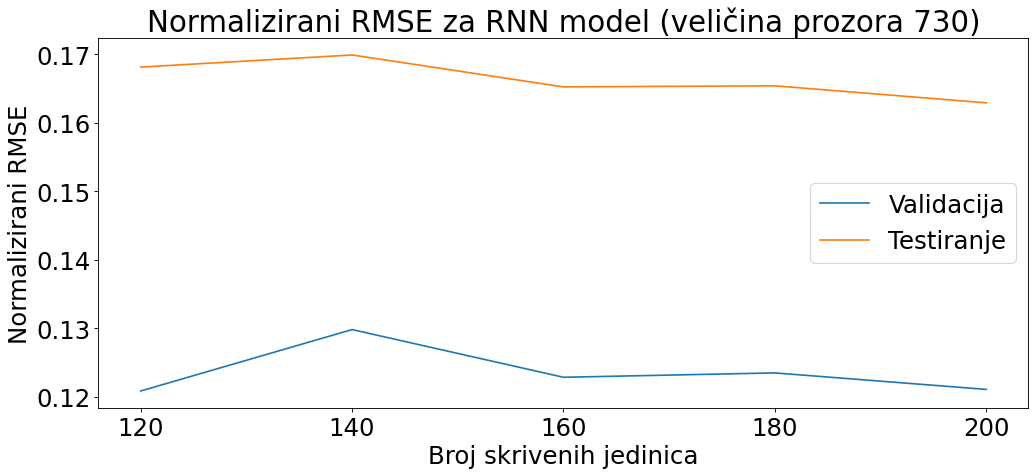 Normalizirani RMSE za RNN model (veličina prozora 730)
Normalizirani RMSE
0.17
0.16
0.15
0.14
0.13
0.12
Validacija
Testiranje
120 140 160 180 200
Broj skrivenih jedinica